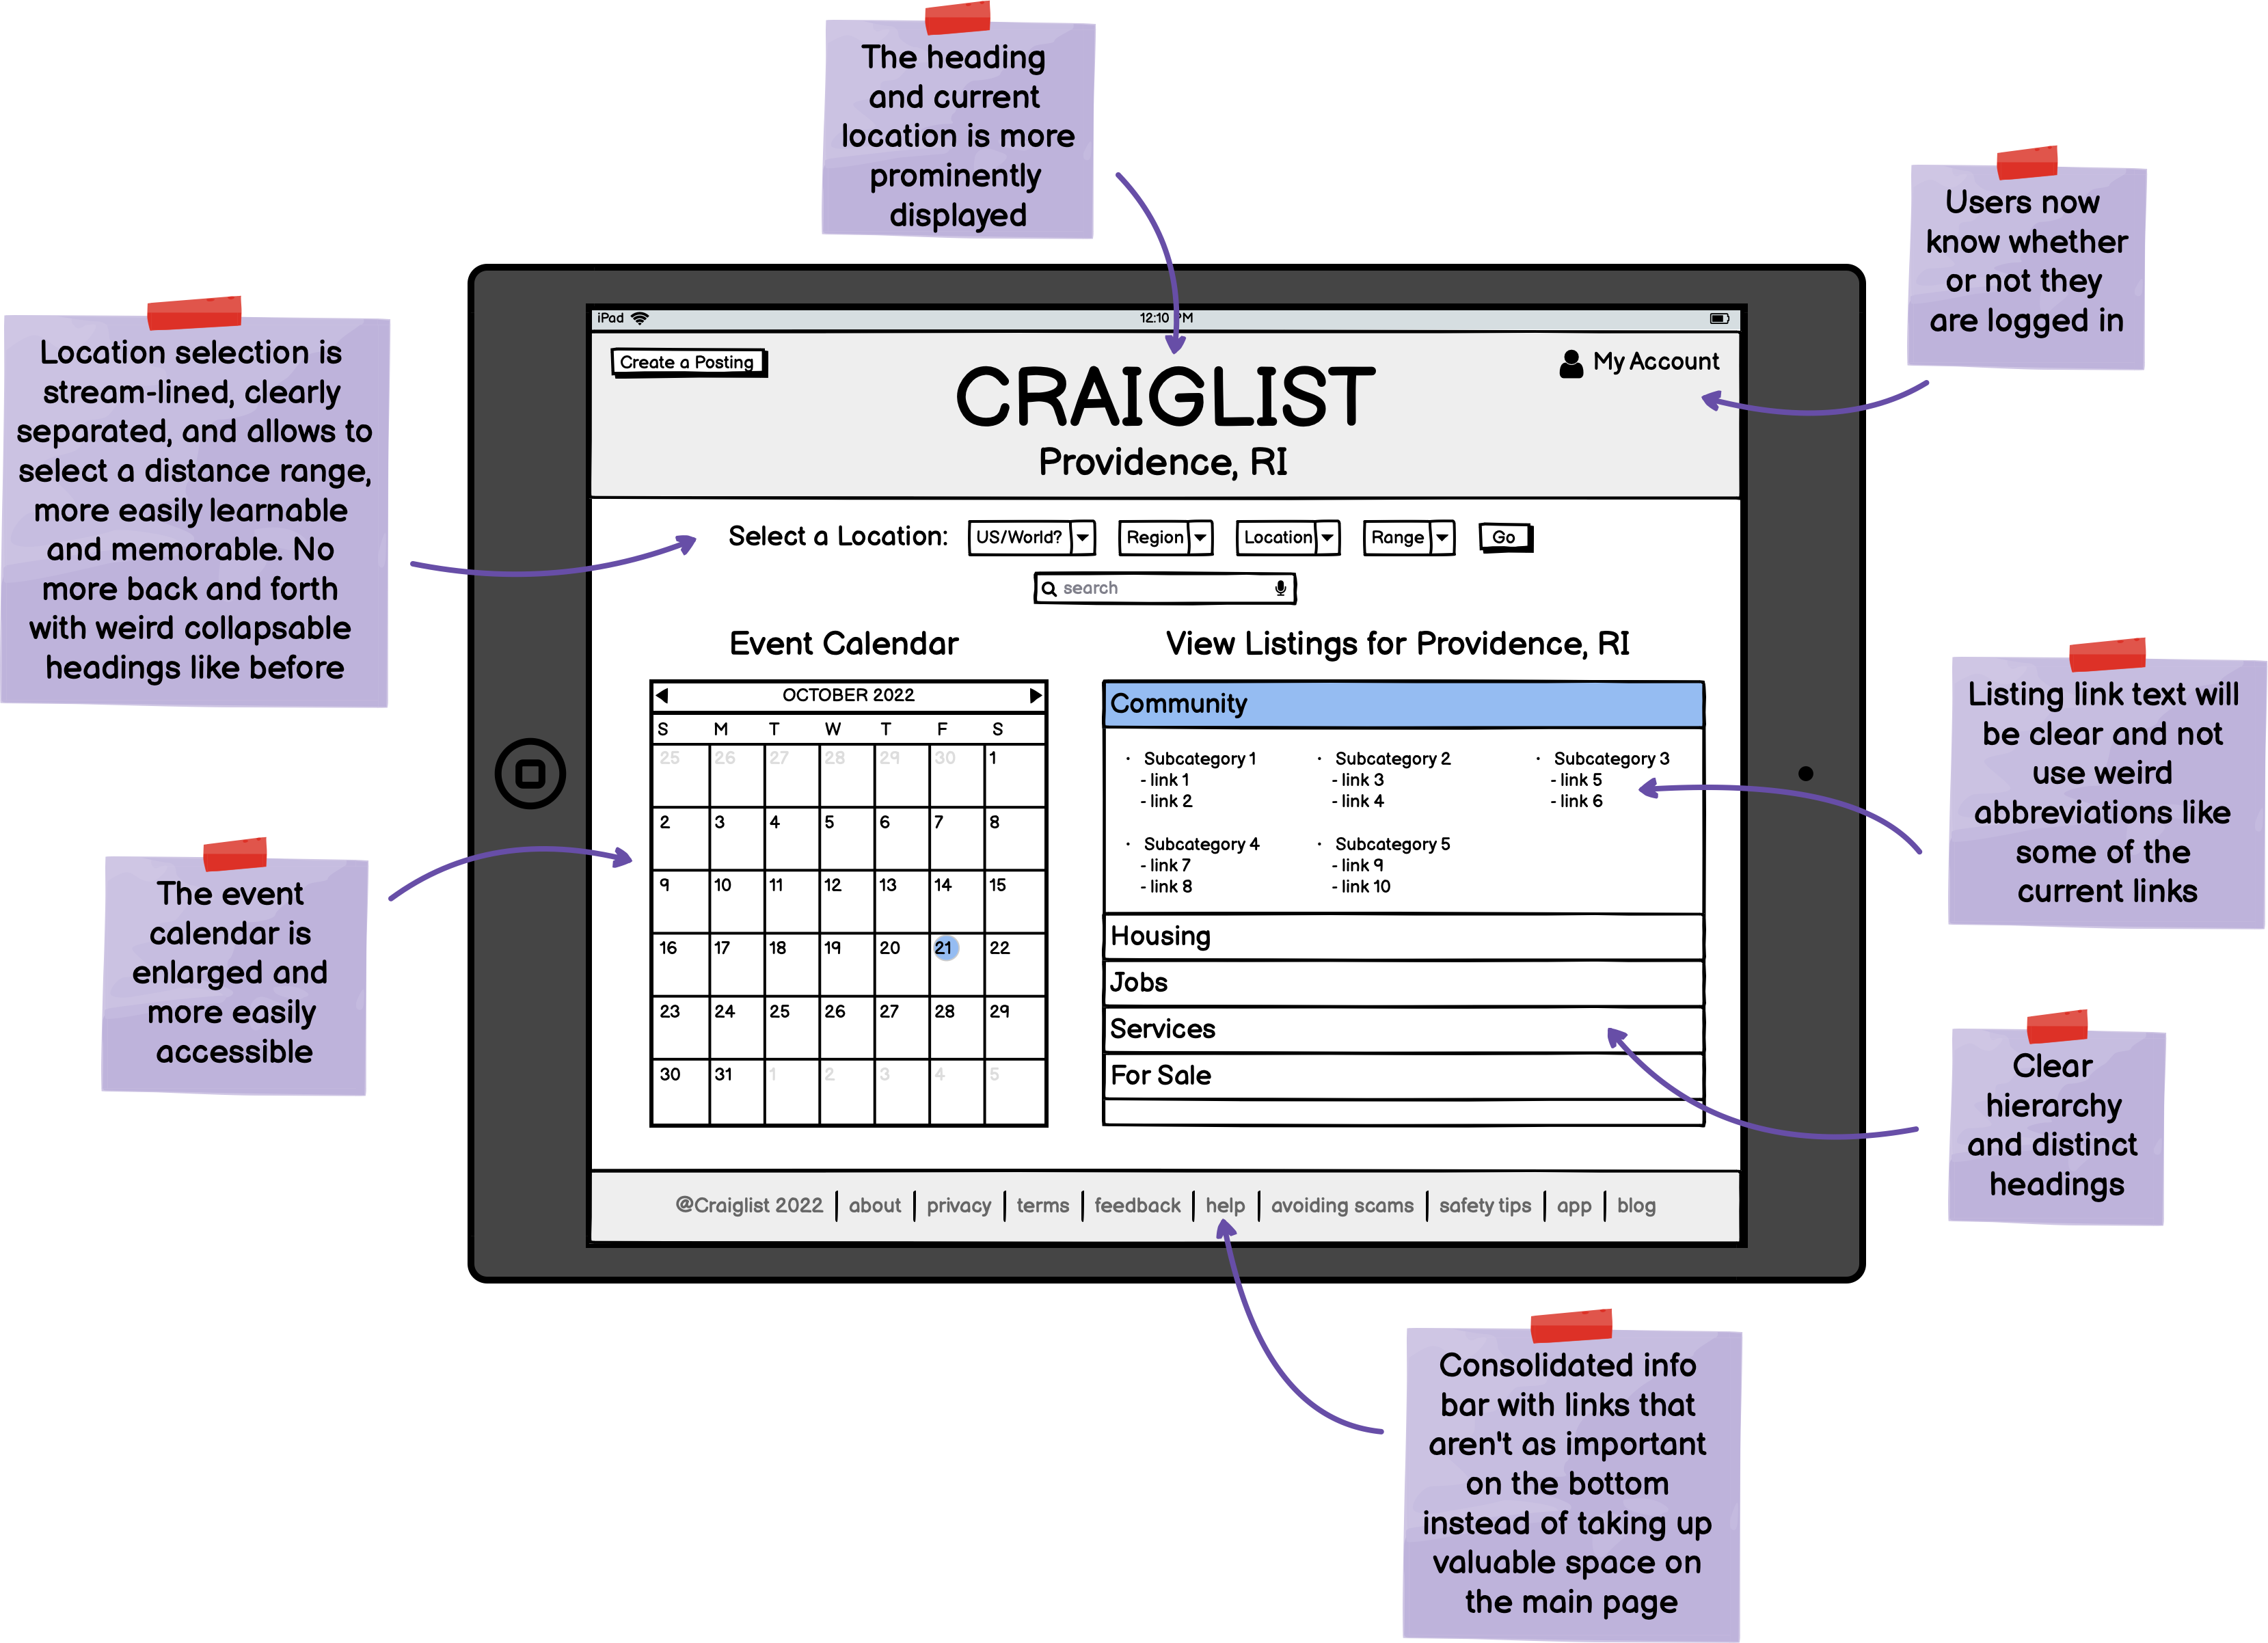 The heading
and current
location is more
prominently
displayed
Users now
know whether
or not they
are logged in
Location selection is
stream-lined, clearly
separated, and allows to
select a distance range,
more easily learnable
and memorable. No
more back and forth
with weird collapsable
headings like before
The event
calendar is
enlarged and
more easily
accessible
iPad 12:10 PM
Create a Posting
My Account
CRAIGLIST
Providence, RI
Select a Location: US/World? Region Location Range Go
search
Event Calendar
OCTOBER 2022
S M T W T F S
25 26 27 28 29 30 1
2 3 4 5 6 7 8
9 10 11 12 13 14 15
16 17 18 19 20 21 22
23 24 25 26 27 28 29
30 31 1 2 3 4 5
View Listings for Providence, RI
Community
· Subcategory 1 · Subcategory 2 · Subcategory 3
- link 1 - link 3 - link 5
- link 2 - link 4 - link 6
· Subcategory 4 · Subcategory 5
- link 7 - link 9
- link 8 - link 10
Housing
Jobs
Services
For Sale
@Craiglist 2022 | about | privacy | terms | feedback | help | avoiding scams | safety tips | app | blog
Listing link text will
be clear and not
use weird
abbreviations like
some of the
current links
Clear
hierarchy
and distinct
headings
Consolidated info
bar with links that
aren't as important
on the bottom
instead of taking up
valuable space on
the main page